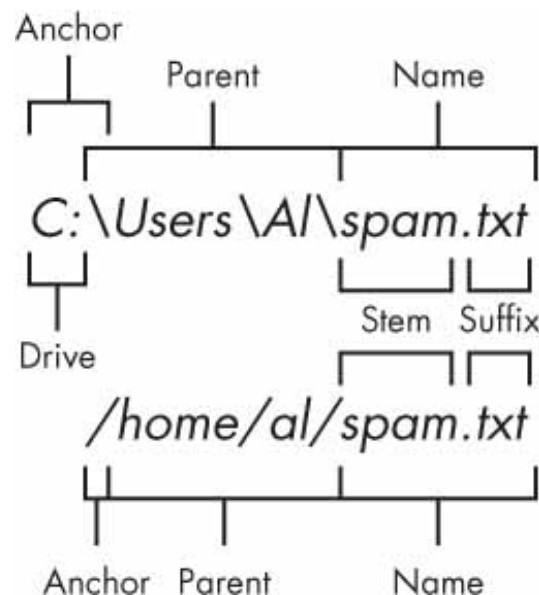 Anchor
Parent Name
C:\Users\Al\spam.txt
Stem Suffix
Drive
/home/al/spam.txt
Anchor Parent Name